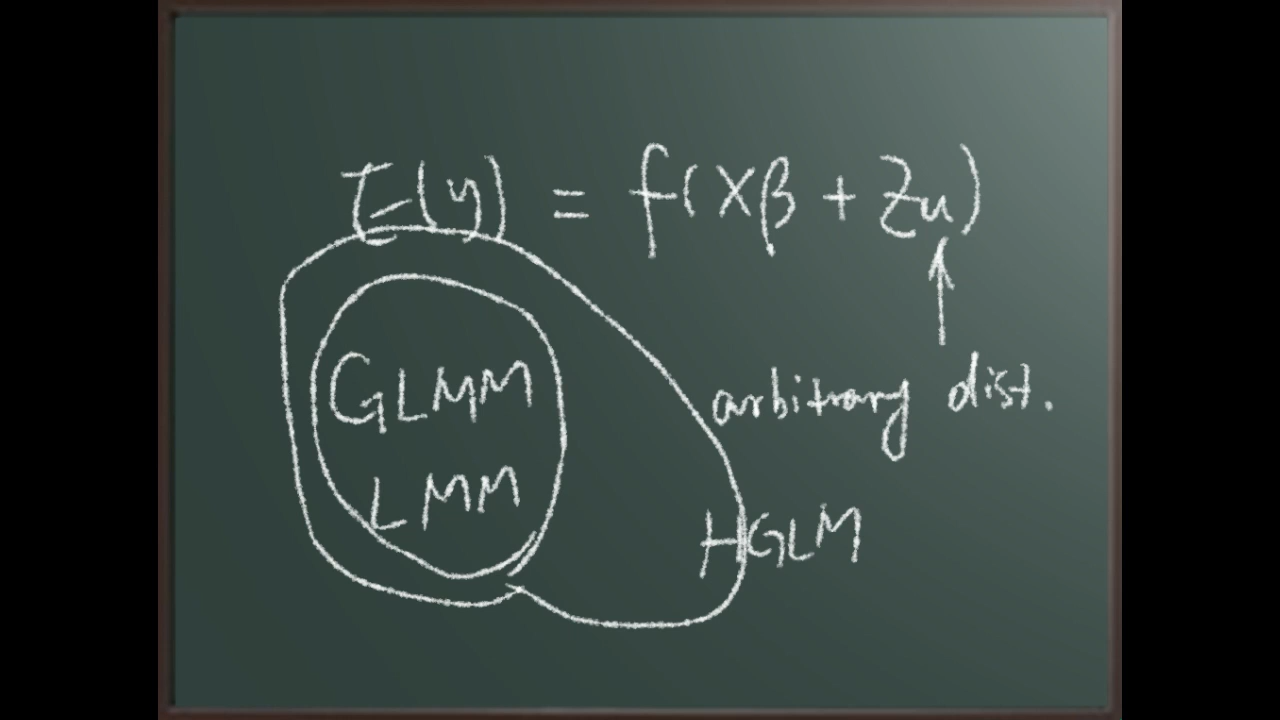 E(y) = f(Xβ + Zu)
GLMM
arbitrary dist.
LMM
HGLM